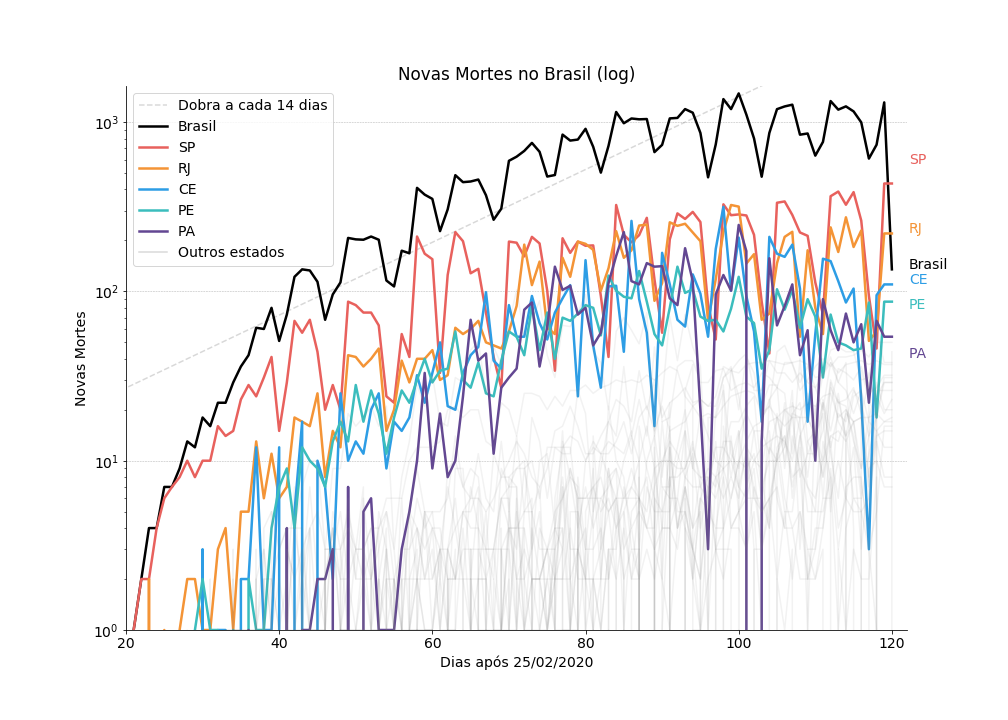 Novas Mortes no Brasil (log)
Dobra a cada 14 dias
Brasil
SP
RJ
CE
PE
PA
Outros estados
Novas Mortes
10³
10²
10¹
10⁰
SP
RJ
Brasil
CE
PE
PA
20
40
60
80
100
120
Dias após 25/02/2020